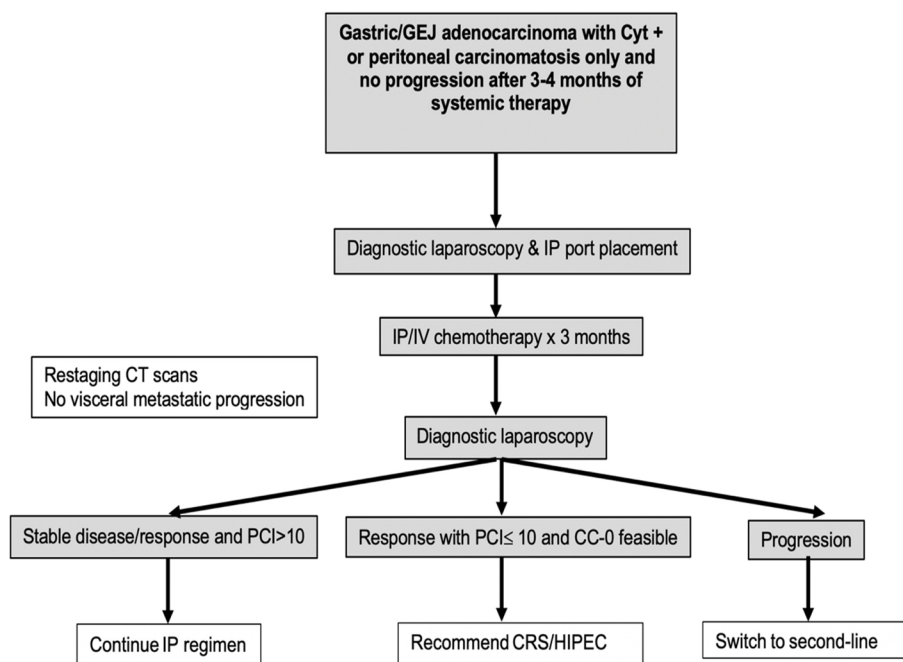 Gastric/GEJ adenocarcinoma with Cyt +
or peritoneal carcinomatosis only and
no progression after 3-4 months of
systemic therapy
Diagnostic laparoscopy & IP port placement
IP/IV chemotherapy x 3 months
Restaging CT scans
No visceral metastatic progression
Diagnostic laparoscopy
Stable disease/response and PCI>10
Response with PCI≤ 10 and CC-0 feasible
Progression
Continue IP regimen
Recommend CRS/HIPEC
Switch to second-line